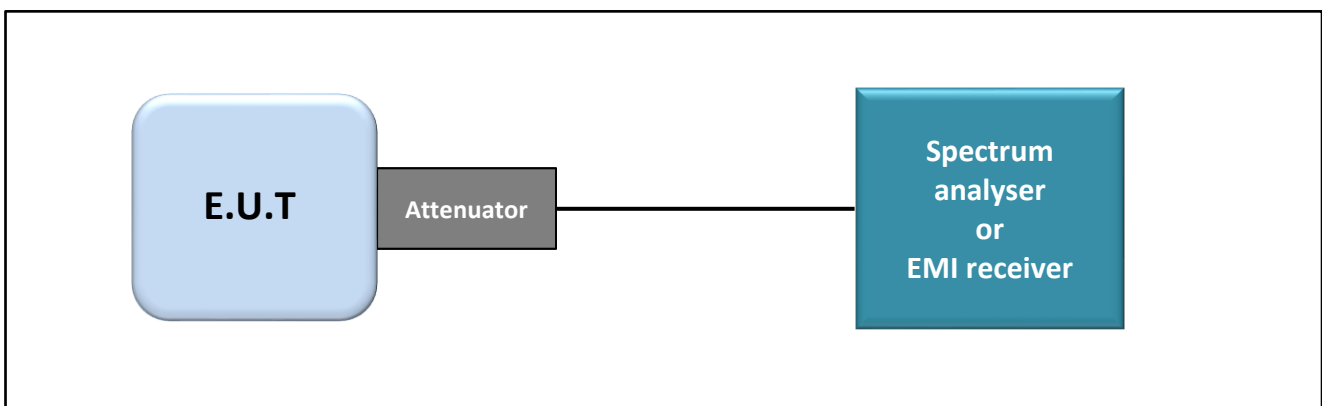 E.U.T
Attenuator
Spectrum
analyser
or
EMI receiver